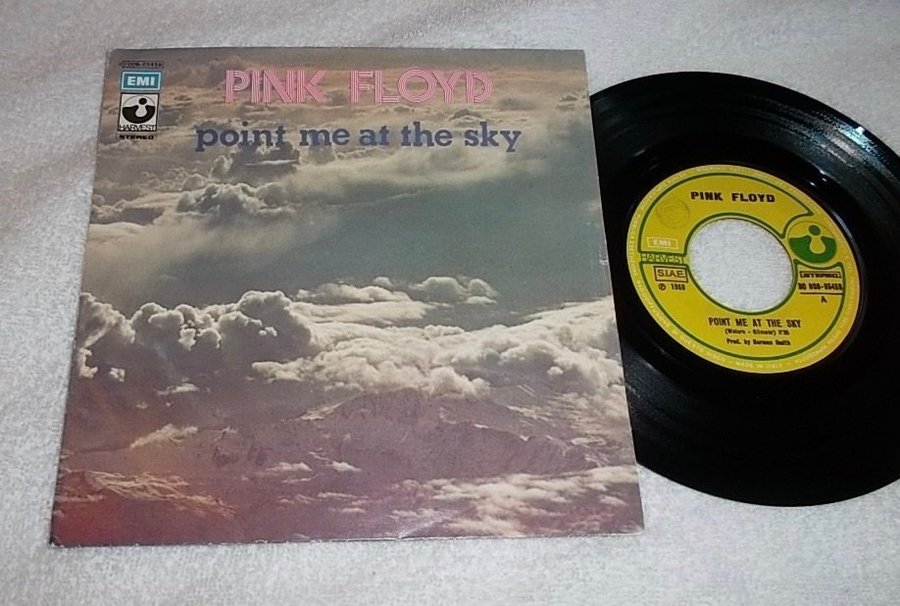 EMI
HARVEST
STEREO
PINK FLOYD
point me at the sky
PINK FLOYD
EMI
HARVEST
S.I.A.E.
℗ 1968
STEREO
A
POINT ME AT THE SKY
(Waters - Gilmour)
Prod. by Norman Smith
MADE IN ITALY